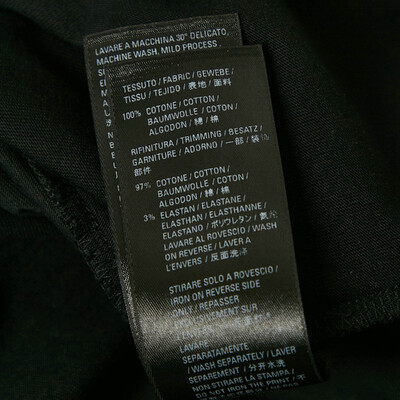 LAVARE A MACCHINA 30° DELICATO,
MACHINE WASH, MILD PROCESS
TESSUTO / FABRIC / GEWEBE /
TISSU / TEJIDO / 表地 / 面料
100% COTONE / COTTON /
BAUMWOLLE / COTON /
ALGODON / 綿 / 棉
RIFINITURA / TRIMMING / BESATZ /
GARNITURE / ADORNO / 一部 / 装饰
部件
97% COTONE / COTTON /
BAUMWOLLE / COTON /
ALGODON / 綿 / 棉
3% ELASTAN / ELASTANE /
ELASTHAN / ELASTHANNE /
ELASTANO / ポリウレタン / 氨纶
LAVARE AL ROVESCIO / WASH
ON REVERSE / LAVER A
L'ENVERS / 反面洗涤
STIRARE SOLO A ROVESCIO /
IRON ON REVERSE SIDE
ONLY / REPASSER
UNIQUEMENT SUR
LAVARE
SEPARATAMENTE
/ WASH SEPARATELY / LAVER
SEPAREMENT / 分开水洗
NON STIRARE LA STAMPA /
DO NOT IRON THE PRINT /